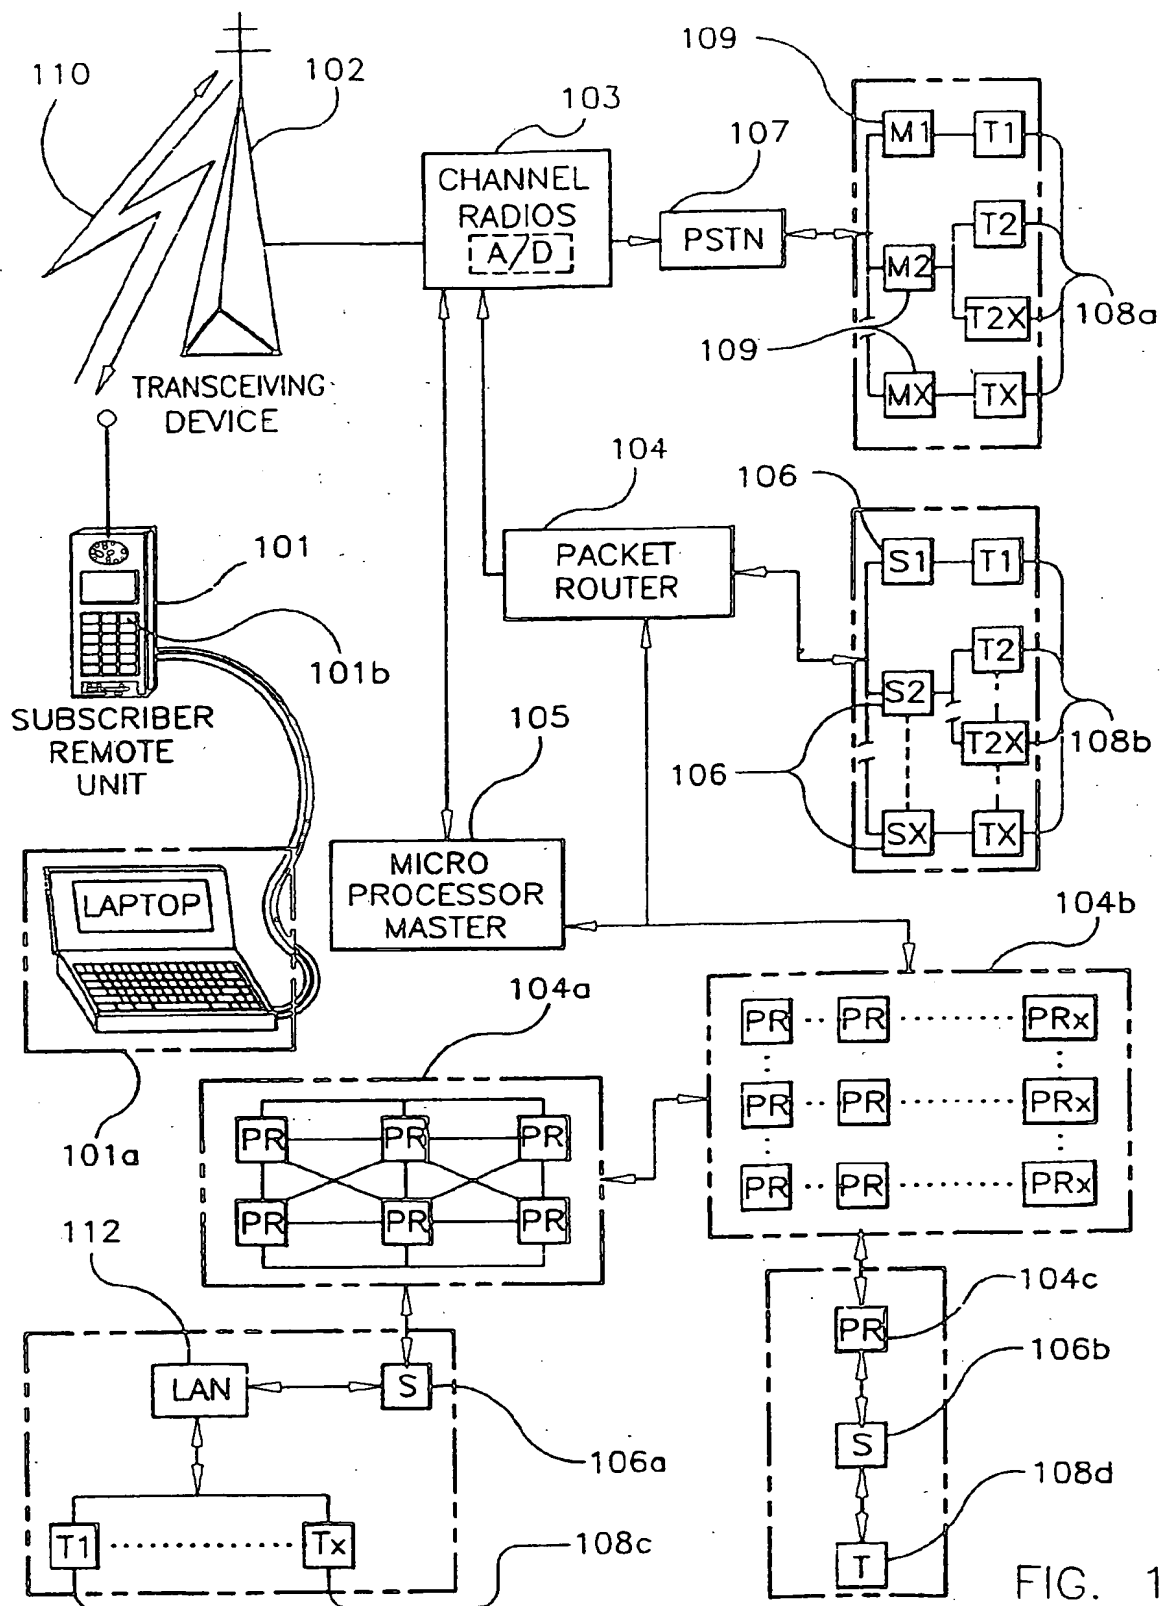 110
102
103
107
109
CHANNEL
RADIOS
A/D
PSTN
M1
T1
T2
M2
T2X
108a
109
MX
TX
TRANSCEIVING
DEVICE
101
101b
SUBSCRIBER
REMOTE
UNIT
104
PACKET
ROUTER
106
S1
T1
T2
S2
T2X
108b
106
SX
TX
105
MICRO
PROCESSOR
MASTER
LAPTOP
101a
104a
PR PR PR
PR PR PR
104b
PR PR PRx
PR PR PRx
PR PR PRx
112
LAN
S
106a
T1 Tx
108c
PR
104c
S
106b
T
108d
FIG. 1